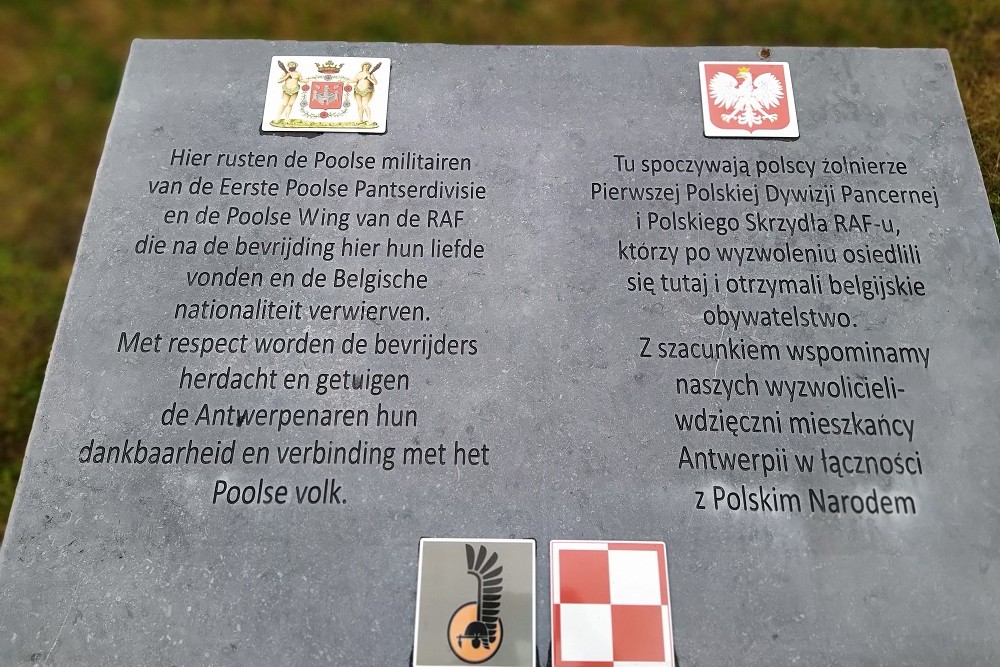 Hier rusten de Poolse militairen
van de Eerste Poolse Pantserdivisie
en de Poolse Wing van de RAF
die na de bevrijding hier hun liefde
vonden en de Belgische
nationaliteit verwierven.
Met respect worden de bevrijders
herdacht en getuigen
de Antwerpenaren hun
dankbaarheid en verbinding met het
Poolse volk.
Tu spoczywają polscy żołnierze
Pierwszej Polskiej Dywizji Pancernej
i Polskiego Skrzydła RAF-u,
którzy po wyzwoleniu osiedlili
się tutaj i otrzymali belgijskie
obywatelstwo.
Z szacunkiem wspominamy
naszych wyzwolicieli-
wdzięczni mieszkańcy
Antwerpii w łączności
z Polskim Narodem